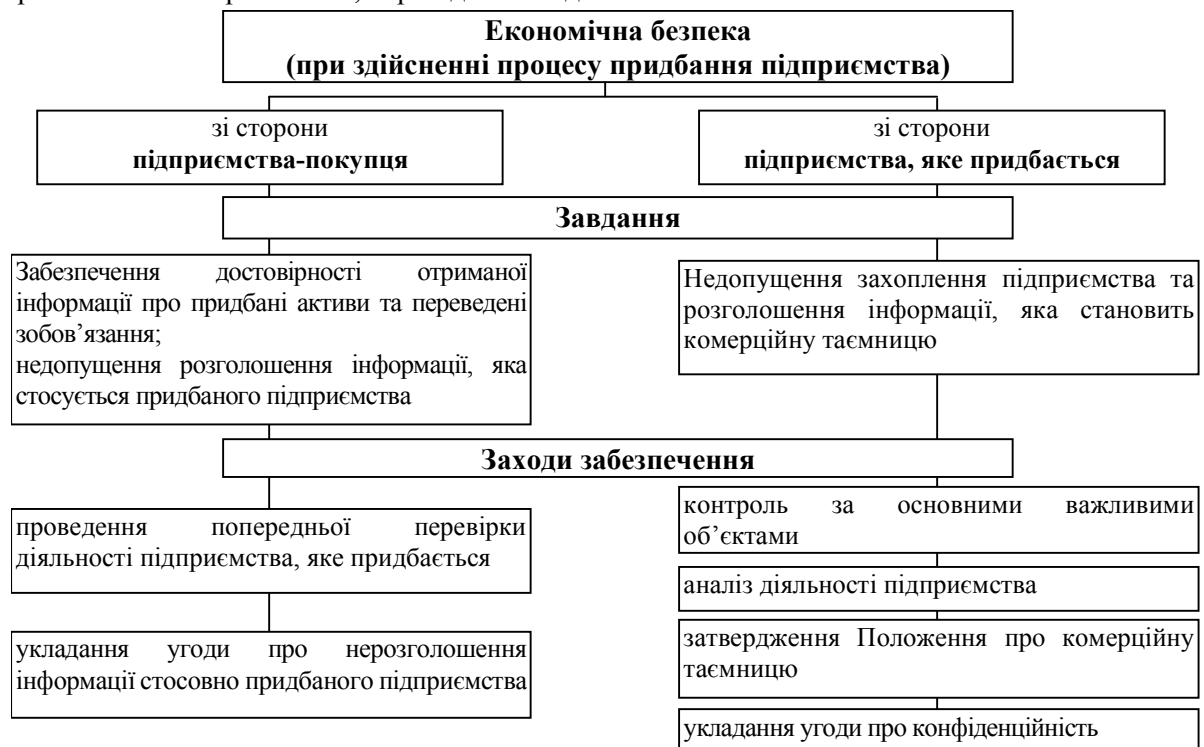 Економічна безпека
(при здійсненні процесу придбання підприємства)
зі сторони
підприємства-покупця
зі сторони
підприємства, яке придбається
Завдання
Забезпечення достовірності отриманої
інформації про придбані активи та переведені
зобов’язання;
недопущення розголошення інформації, яка
стосується придбаного підприємства
Недопущення захоплення підприємства та
розголошення інформації, яка становить
комерційну таємницю
Заходи забезпечення
проведення попередньої перевірки
діяльності підприємства, яке придбається
укладання угоди про нерозголошення
інформації стосовно придбаного підприємства
контроль за основними важливими
об’єктами
аналіз діяльності підприємства
затвердження Положення про комерційну
таємницю
укладання угоди про конфіденційність